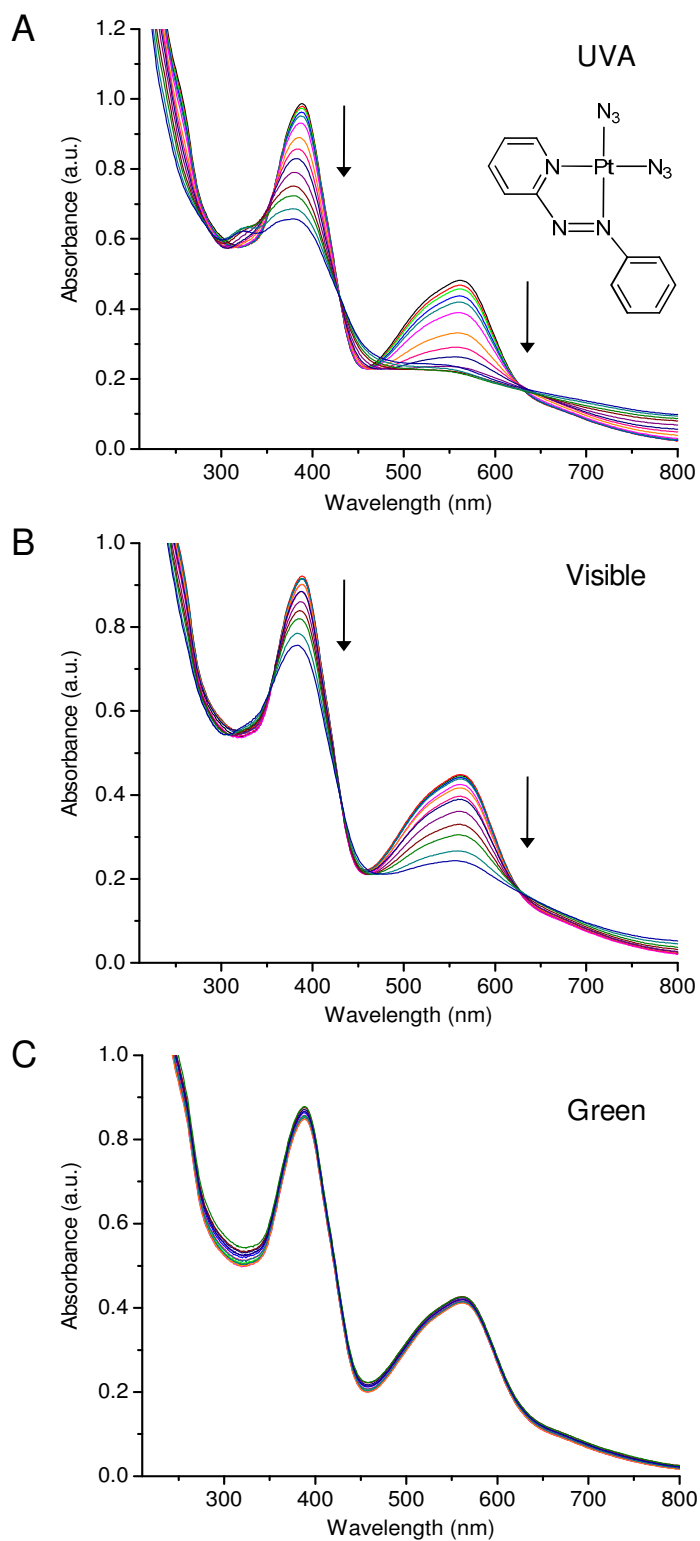 A
UVA
1.2
1.0
0.8
0.6
0.4
0.2
0.0
Absorbance (a.u.)
N3
N
Pt
N3
N
N
300 400 500 600 700 800
Wavelength (nm)
B
Visible
1.0
0.8
0.6
0.4
0.2
0.0
Absorbance (a.u.)
300 400 500 600 700 800
Wavelength (nm)
C
Green
1.0
0.8
0.6
0.4
0.2
0.0
Absorbance (a.u.)
300 400 500 600 700 800
Wavelength (nm)